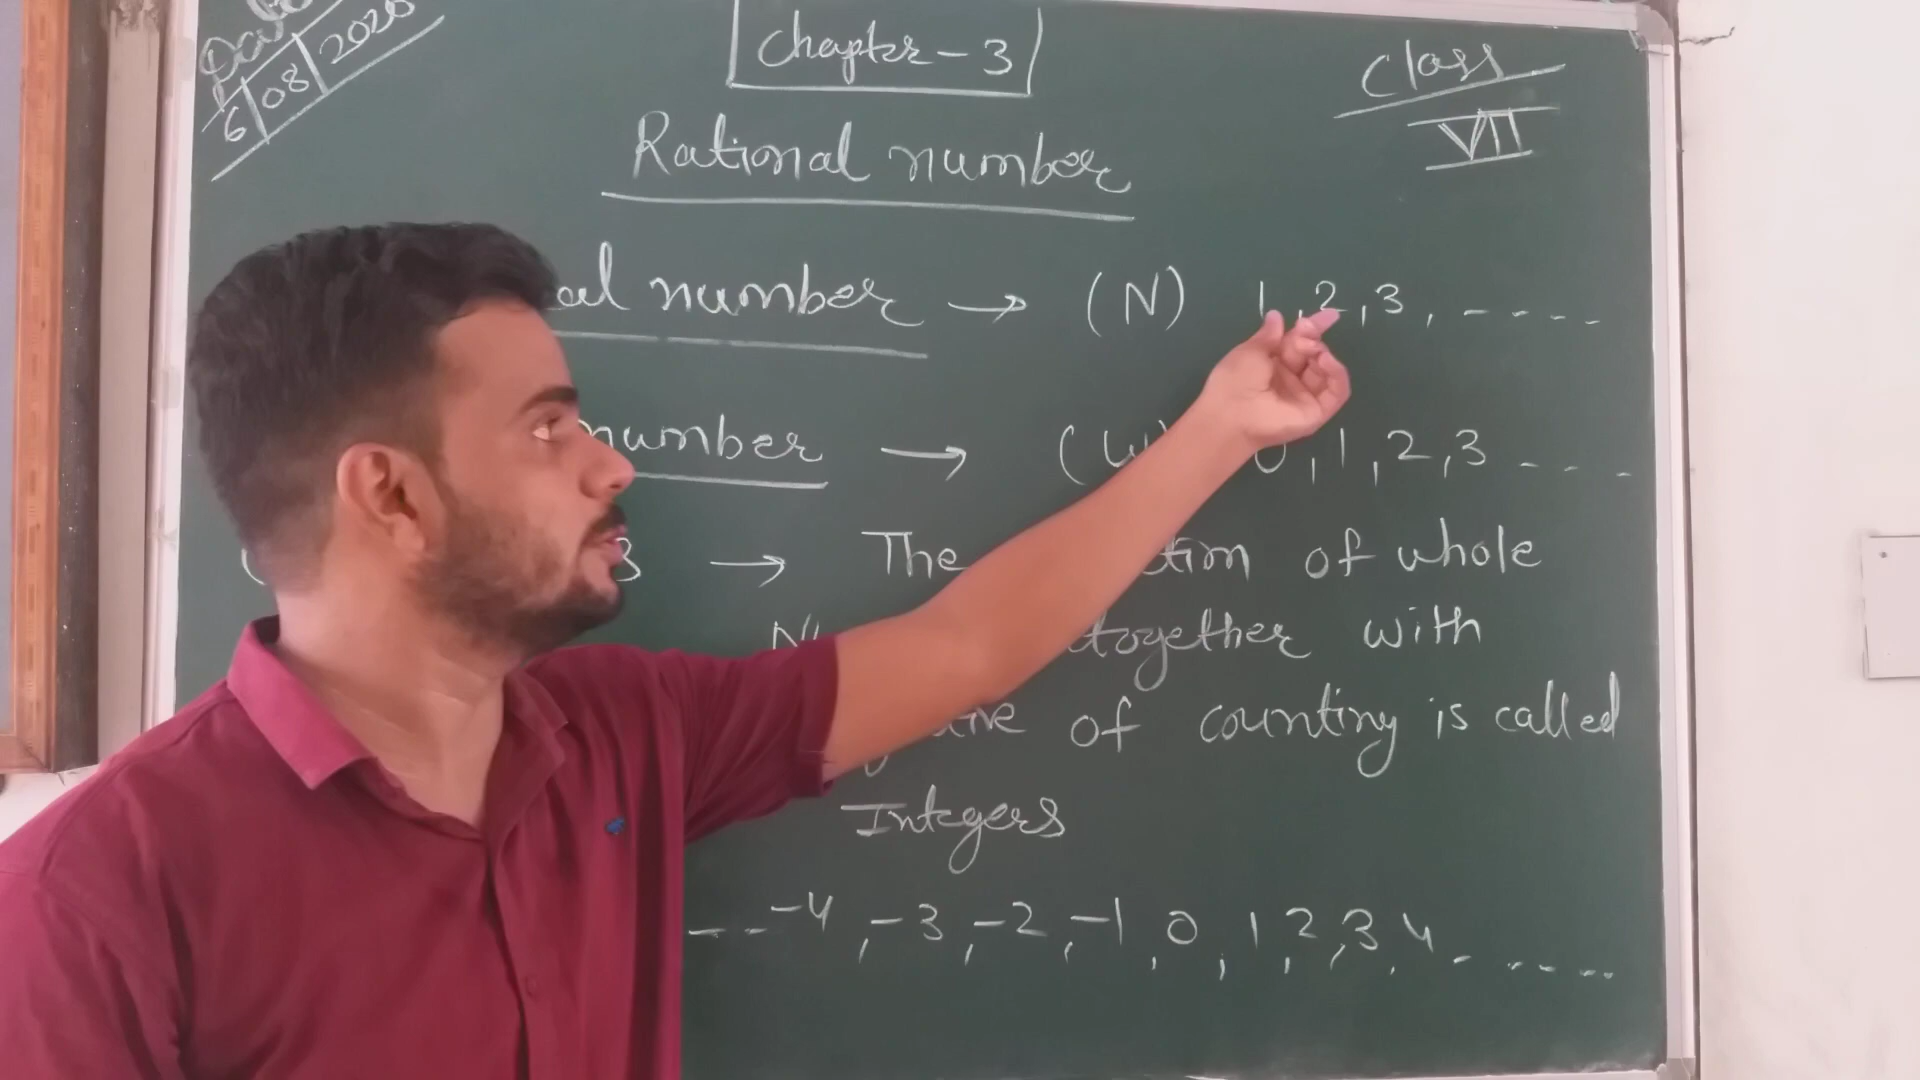 Date
6/08/2020
Chapter-3
Class
VII
Rational number
al number → (N) 1, 2, 3, ----
number → (W) 0, 1, 2, 3 ---
3 → The of whole
together with
of counting is called
Integers
-- -4, -3, -2, -1, 0, 1, 2, 3, 4 -----